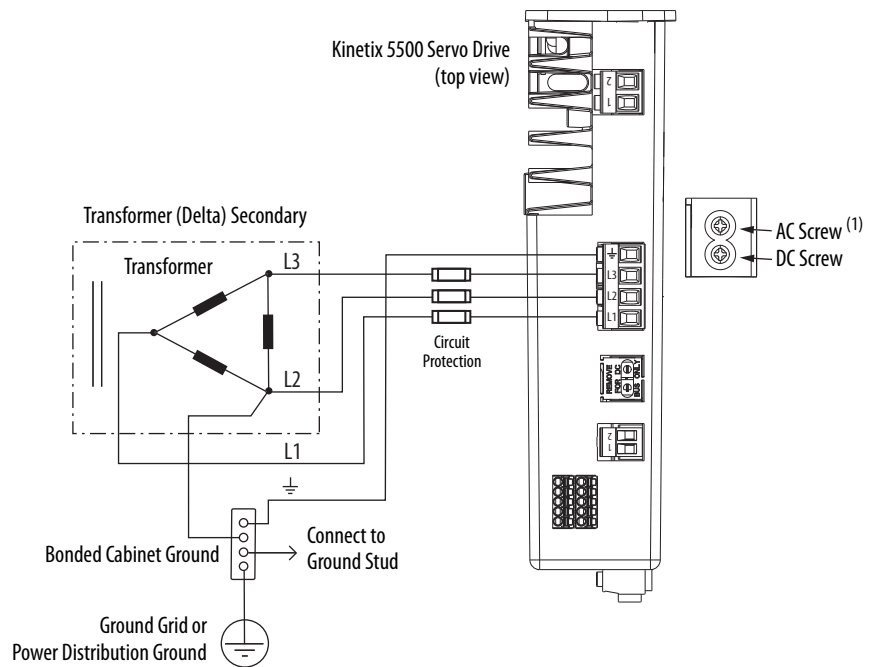 Kinetix 5500 Servo Drive
(top view)
2
1
Transformer (Delta) Secondary
AC Screw (1)
DC Screw
Transformer
L3
L3
L2
L1
Circuit
Protection
L2
REMOVE
FOR DC
BUS ONLY
L1
2
1
Bonded Cabinet Ground
Connect to
Ground Stud
Ground Grid or
Power Distribution Ground